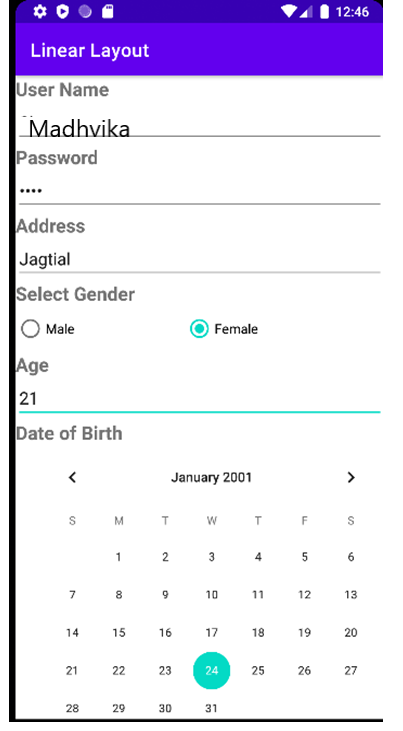 12:46
Linear Layout
User Name
Madhvika
Password
••••
Address
Jagtial
Select Gender
Male Female
Age
21
Date of Birth
January 2001
S M T W T F S
1 2 3 4 5 6
7 8 9 10 11 12 13
14 15 16 17 18 19 20
21 22 23 24 25 26 27
28 29 30 31